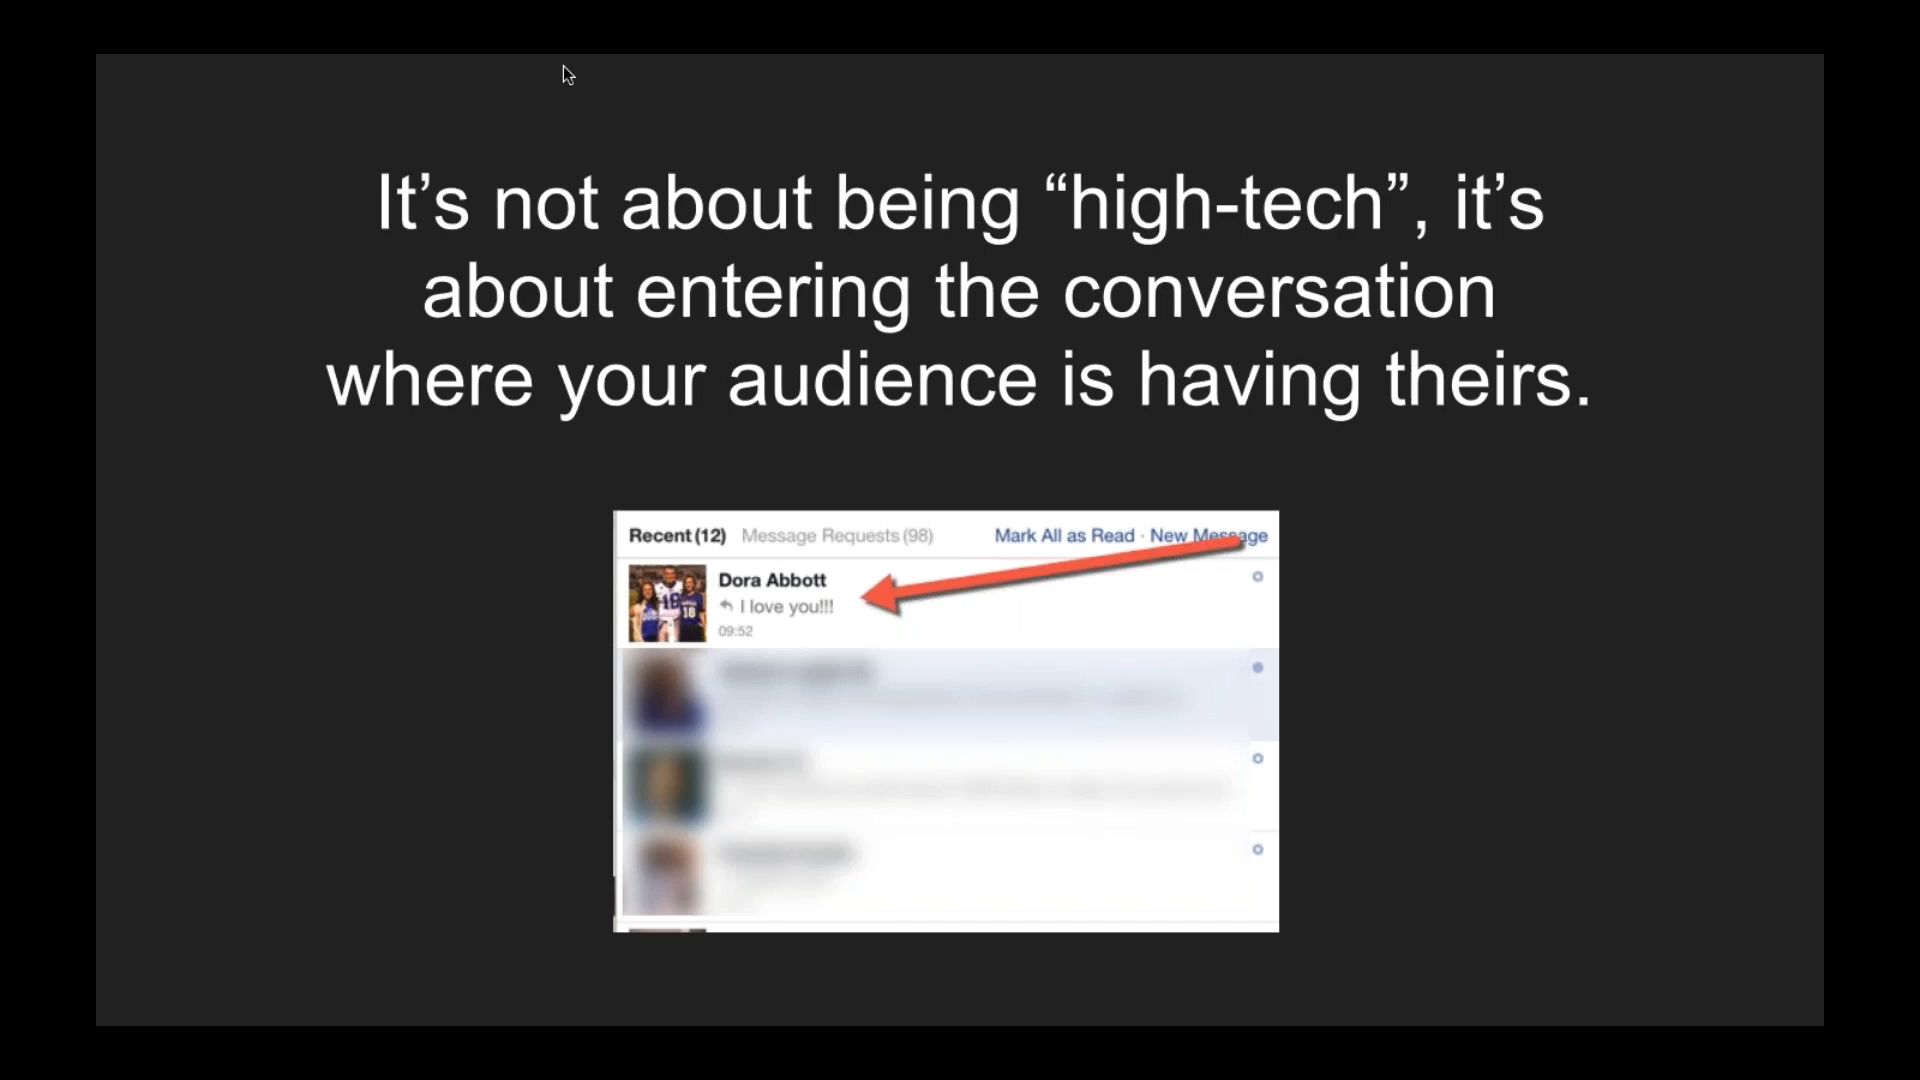 It’s not about being “high-tech”, it’s
about entering the conversation
where your audience is having theirs.
Recent (12) Message Requests (98) Mark All as Read · New Message
Dora Abbott
I love you!!!
09:52